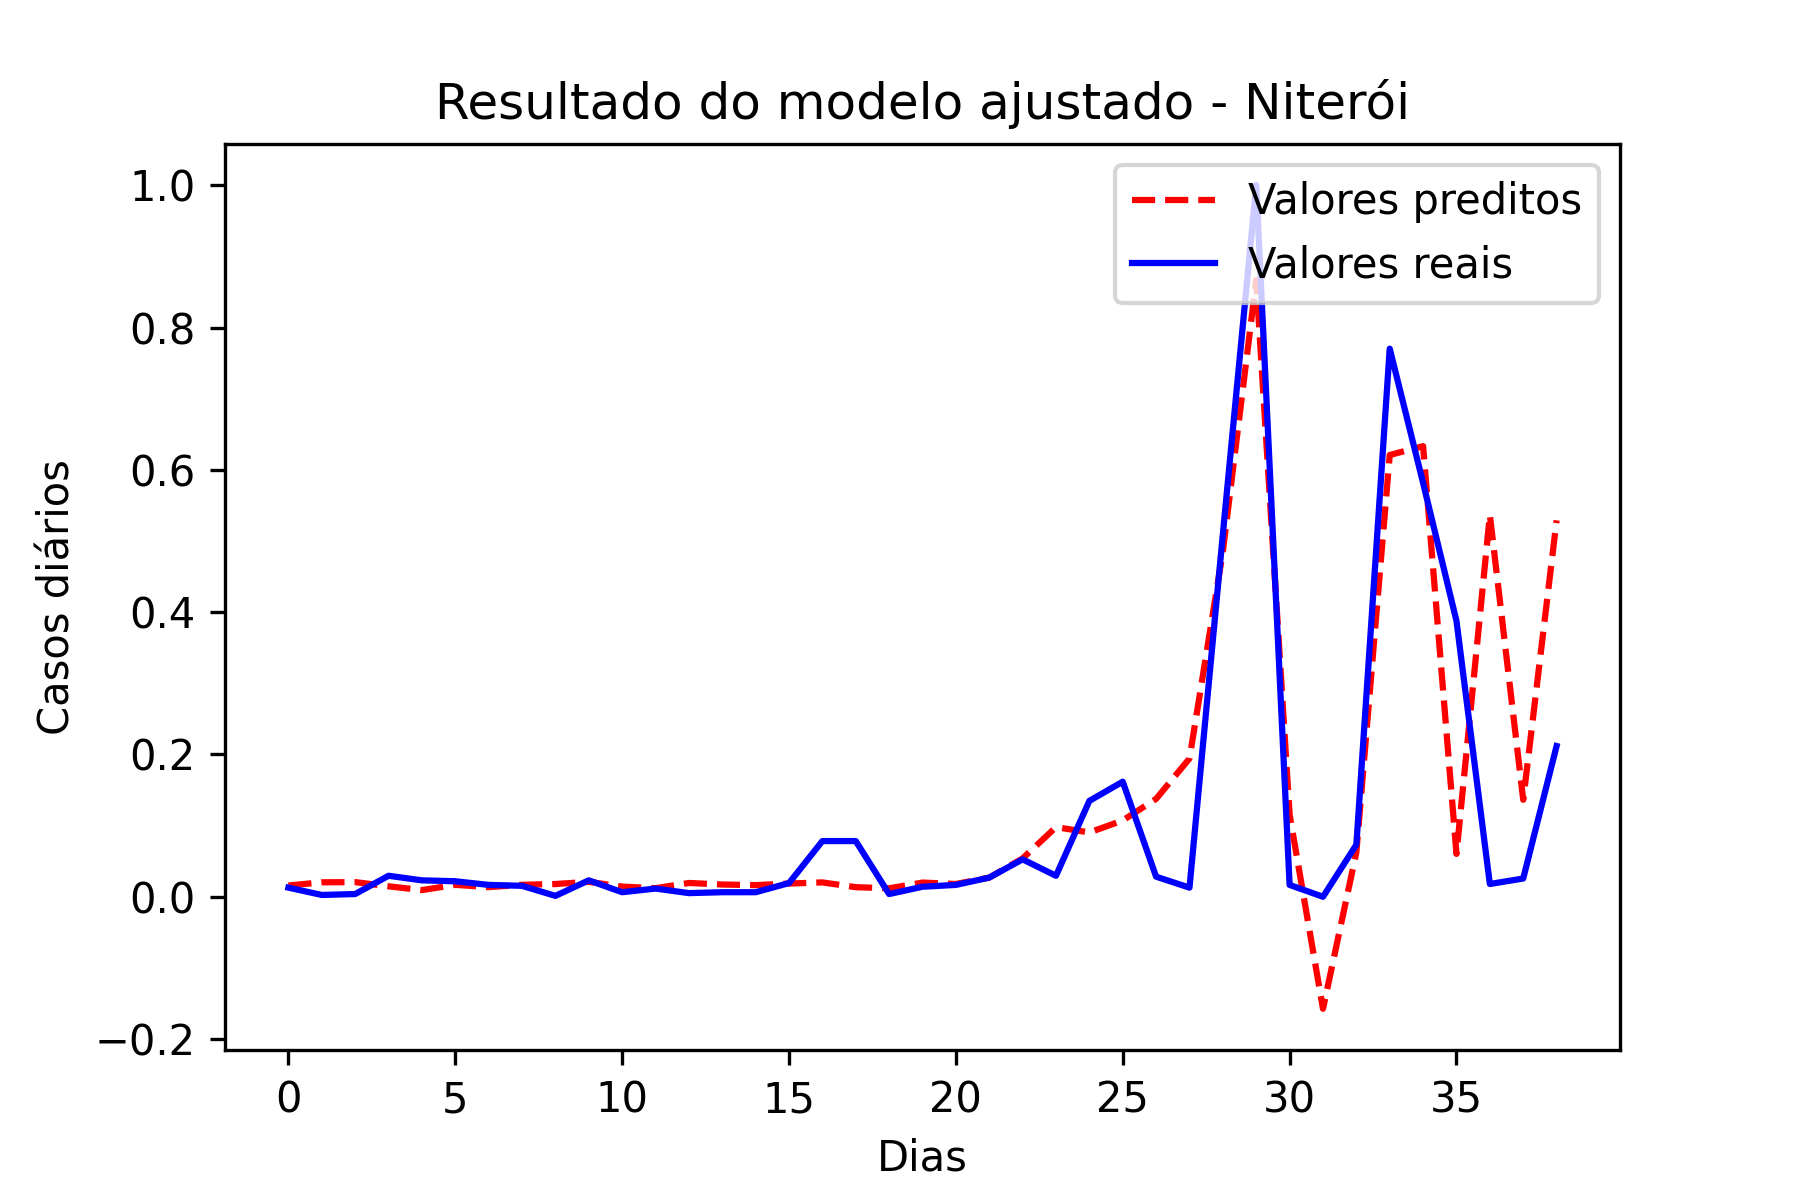 Resultado do modelo ajustado - Niterói
Valores preditos
Valores reais
1.0
0.8
0.6
0.4
0.2
0.0
−0.2
Casos diários
0 5 10 15 20 25 30 35
Dias